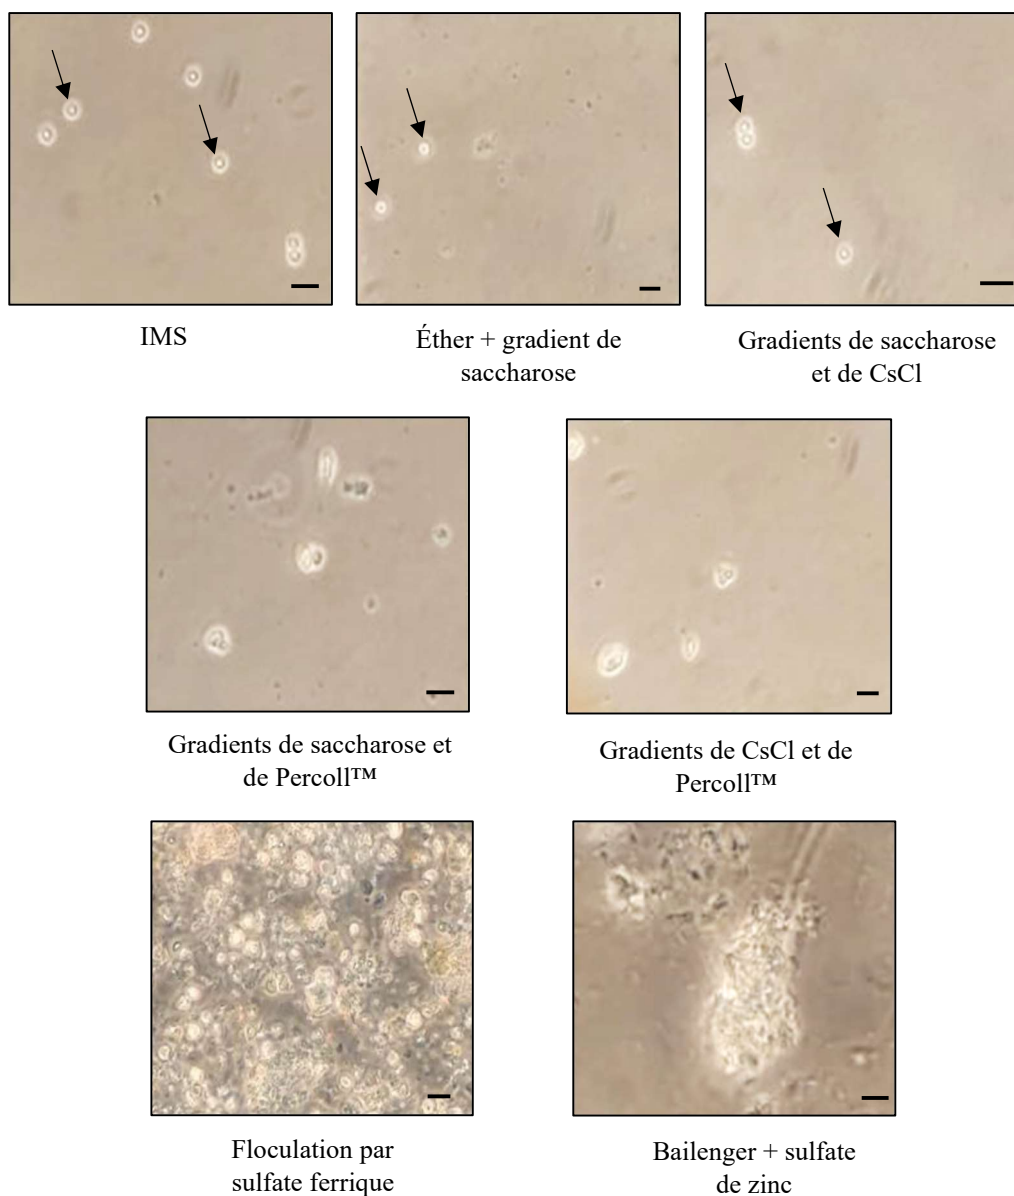 IMS
Éther + gradient de
saccharose
Gradients de saccharose
et de CsCl
Gradients de saccharose et
de Percoll™
Gradients de CsCl et de
Percoll™
Floculation par
sulfate ferrique
Bailenger + sulfate
de zinc